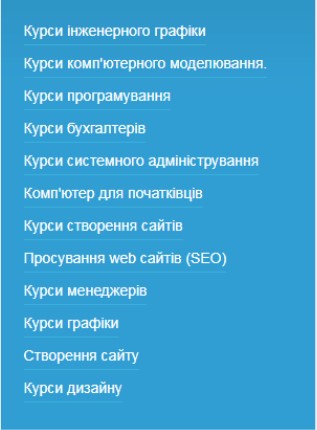 Курси інженерного графіки
Курси комп'ютерного моделювання.
Курси програмування
Курси бухгалтерів
Курси системного адміністрування
Комп'ютер для початківців
Курси створення сайтів
Просування web сайтів (SEO)
Курси менеджерів
Курси графіки
Створення сайту
Курси дизайну